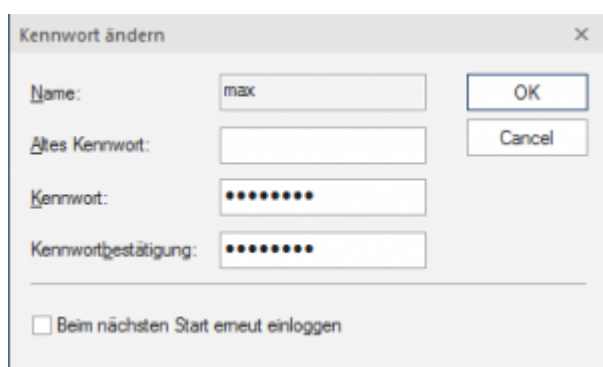 Kennwort ändern
Name: max OK
Altes Kennwort: Cancel
Kennwort: ••••••••
Kennwortbestätigung: ••••••••
Beim nächsten Start erneut einloggen